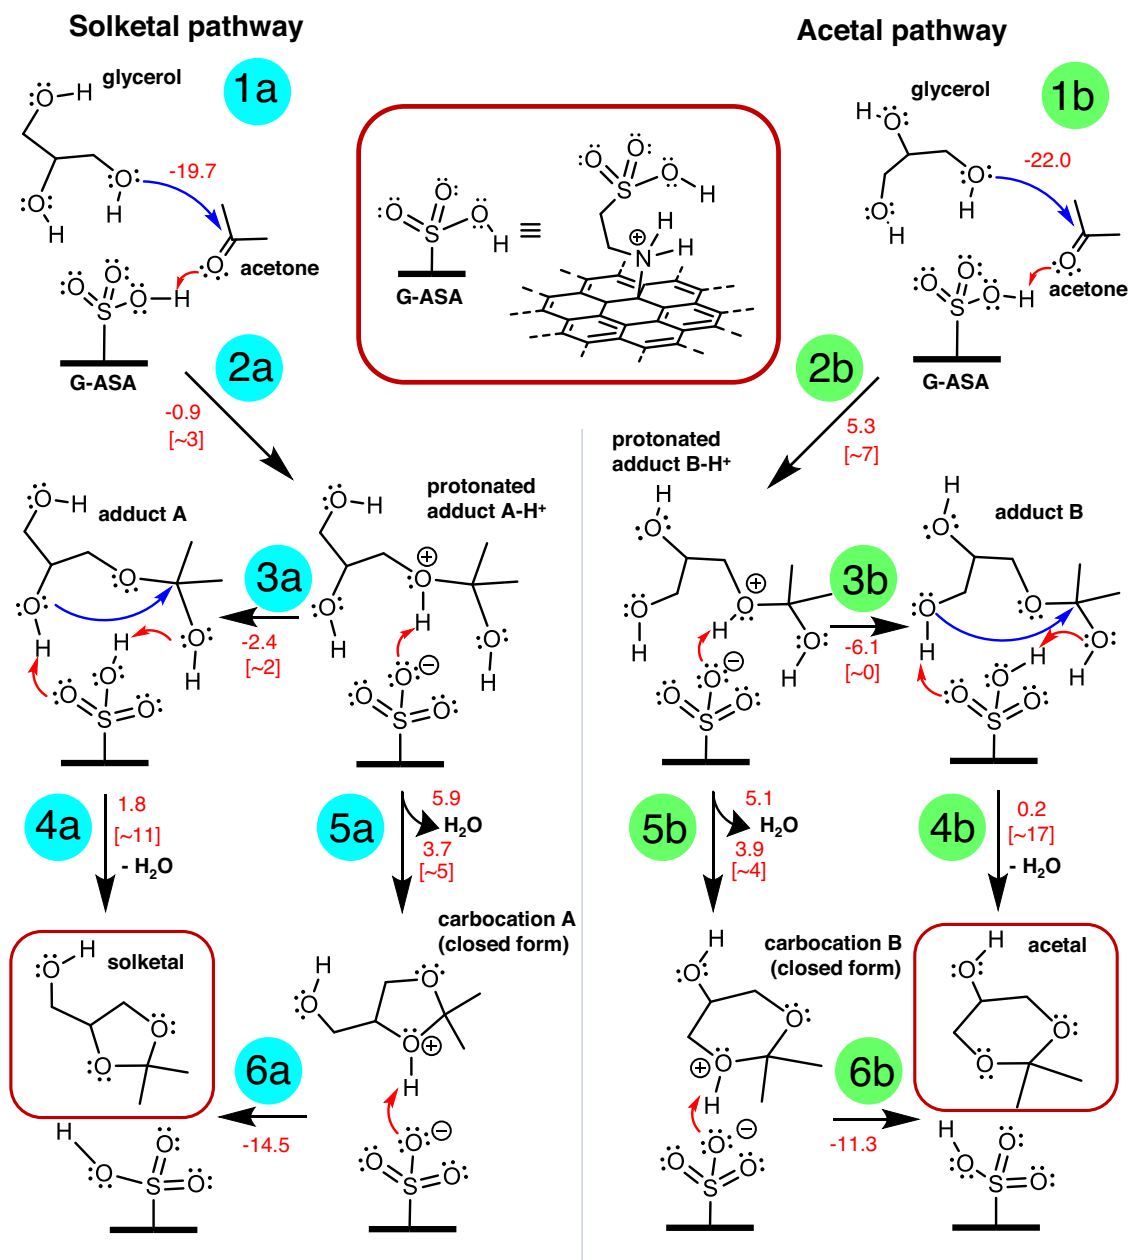 Solketal pathway
Acetal pathway
glycerol
1a
glycerol
1b
-19.7
-22.0
acetone
acetone
G-ASA
≡
G-ASA
G-ASA
2a
2b
-0.9
[~3]
5.3
[~7]
adduct A
protonated
adduct A-H⁺
protonated
adduct B-H⁺
adduct B
3a
-2.4
[~2]
3b
-6.1
[~0]
4a
1.8
[~11]
- H₂O
5a
5.9
H₂O
3.7
[~5]
5b
5.1
H₂O
3.9
[~4]
4b
0.2
[~17]
- H₂O
solketal
carbocation A
(closed form)
carbocation B
(closed form)
acetal
6a
-14.5
6b
-11.3